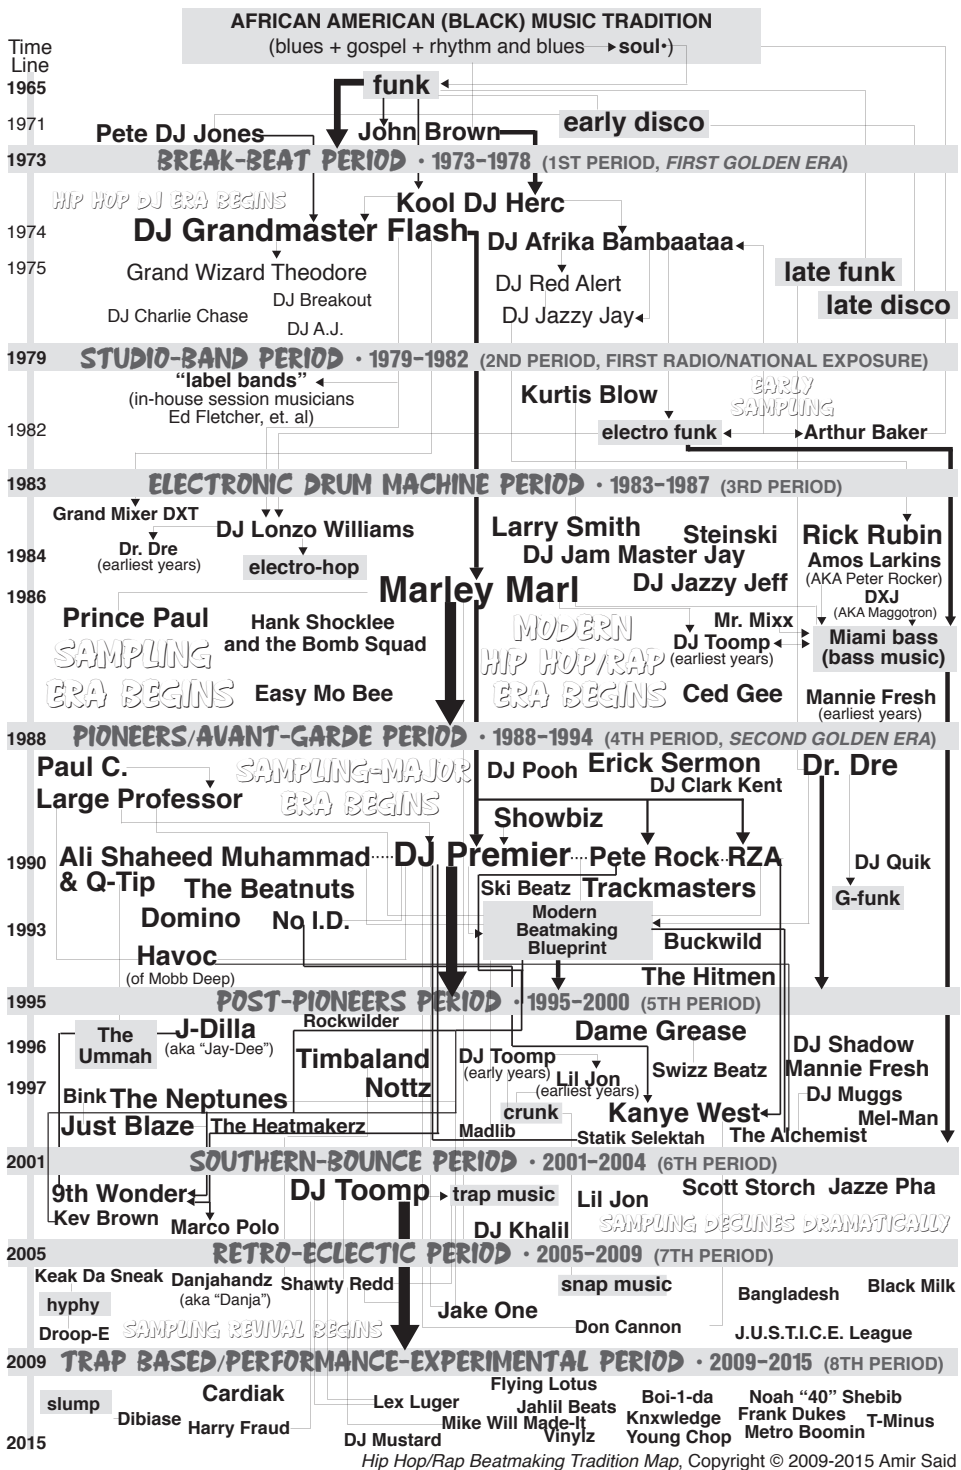 AFRICAN AMERICAN (BLACK) MUSIC TRADITION
(blues + gospel + rhythm and blues soul•)
Time
Line
1965
funk
1971
Pete DJ Jones
John Brown
early disco
1973
BREAK-BEAT PERIOD • 1973-1978 (1ST PERIOD, FIRST GOLDEN ERA)
HIP HOP DJ ERA BEGINS
Kool DJ Herc
1974
DJ Grandmaster Flash
DJ Afrika Bambaataa
1975
Grand Wizard Theodore
DJ Red Alert
late funk
DJ Breakout
late disco
DJ Charlie Chase
DJ Jazzy Jay
DJ A.J.
1979
STUDIO-BAND PERIOD • 1979-1982 (2ND PERIOD, FIRST RADIO/NATIONAL EXPOSURE)
“label bands”
(in-house session musicians
Ed Fletcher, et. al)
Kurtis Blow
EARLY
SAMPLING
1982
electro funk
Arthur Baker
1983
ELECTRONIC DRUM MACHINE PERIOD • 1983-1987 (3RD PERIOD)
Grand Mixer DXT
DJ Lonzo Williams
Larry Smith
Steinski
Rick Rubin
Dr. Dre
(earliest years)
1984
electro-hop
DJ Jam Master Jay
Amos Larkins
(AKA Peter Rocker)
DJ Jazzy Jeff
DXJ
(AKA Maggotron)
1986
Marley Marl
Prince Paul
Hank Shocklee
and the Bomb Squad
MODERN
HIP HOP/RAP
ERA BEGINS
Mr. Mixx
DJ Toomp
(earliest years)
Miami bass
(bass music)
SAMPLING
ERA BEGINS
Easy Mo Bee
Ced Gee
Mannie Fresh
(earliest years)
1988
PIONEERS/AVANT-GARDE PERIOD • 1988-1994 (4TH PERIOD, SECOND GOLDEN ERA)
Paul C.
SAMPLING-MAJOR
ERA BEGINS
DJ Pooh
Erick Sermon
Dr. Dre
DJ Clark Kent
Large Professor
Showbiz
1990
Ali Shaheed Muhammad
& Q-Tip
DJ Premier
Pete Rock
RZA
DJ Quik
The Beatnuts
Ski Beatz
Trackmasters
G-funk
Domino
No I.D.
1993
Modern
Beatmaking
Blueprint
Buckwild
Havoc
(of Mobb Deep)
The Hitmen
1995
POST-PIONEERS PERIOD • 1995-2000 (5TH PERIOD)
The
Ummah
J-Dilla
(aka “Jay-Dee”)
Rockwilder
Dame Grease
1996
Timbaland
DJ Toomp
(early years)
DJ Shadow
Nottz
Lil Jon
(earliest years)
Swizz Beatz
Mannie Fresh
1997
Bink
The Neptunes
crunk
Kanye West
DJ Muggs
Mel-Man
Just Blaze
The Heatmakerz
Madlib
Statik Selektah
The Alchemist
2001
SOUTHERN-BOUNCE PERIOD • 2001-2004 (6TH PERIOD)
9th Wonder
DJ Toomp
trap music
Lil Jon
Scott Storch
Jazze Pha
Kev Brown
Marco Polo
DJ Khalil
SAMPLING DECLINES DRAMATICALLY
2005
RETRO-ECLECTIC PERIOD • 2005-2009 (7TH PERIOD)
Keak Da Sneak
Danjahandz
(aka “Danja”)
Shawty Redd
snap music
Bangladesh
Black Milk
hyphy
Jake One
Droop-E
SAMPLING REVIVAL BEGINS
Don Cannon
J.U.S.T.I.C.E. League
2009
TRAP BASED/PERFORMANCE-EXPERIMENTAL PERIOD • 2009-2015 (8TH PERIOD)
slump
Cardiak
Lex Luger
Flying Lotus
Jahlil Beats
Boi-1-da
Noah “40” Shebib
Dibiase
Harry Fraud
Mike Will Made-It
Knxwledge
Frank Dukes
T-Minus
DJ Mustard
Vinylz
Young Chop
Metro Boomin
2015
Hip Hop/Rap Beatmaking Tradition Map, Copyright © 2009-2015 Amir Said